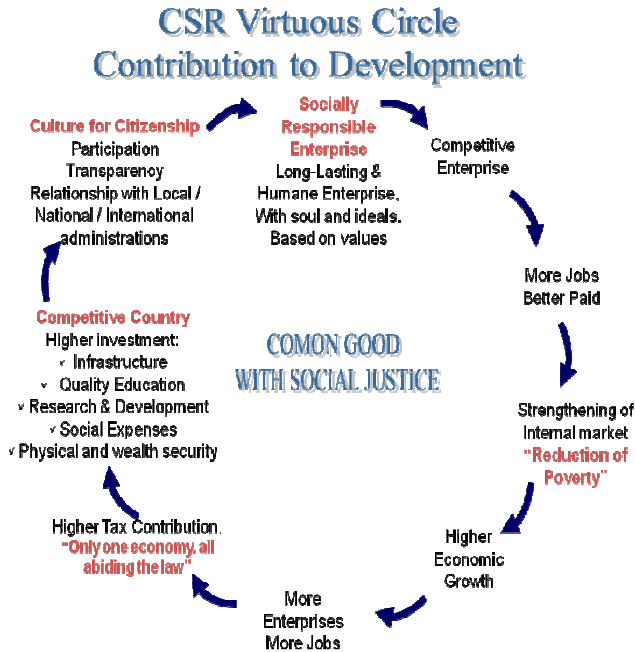 CSR Virtuous Circle
Contribution to Development
Socially
Responsible
Enterprise
Long-Lasting &
Humane Enterprise.
With soul and ideals.
Based on values
Competitive
Enterprise
More Jobs
Better Paid
Strengthening of
Internal market
"Reduction of
Poverty"
Higher
Economic
Growth
More
Enterprises
More Jobs
Higher Tax Contribution.
"Only one economy, all
abiding the law"
Competitive Country
Higher Investment:
✓ Infrastructure
✓ Quality Education
✓ Research & Development
✓ Social Expenses
✓ Physical and wealth security
Culture for Citizenship
Participation
Transparency
Relationship with Local /
National / International
administrations
COMON GOOD
WITH SOCIAL JUSTICE